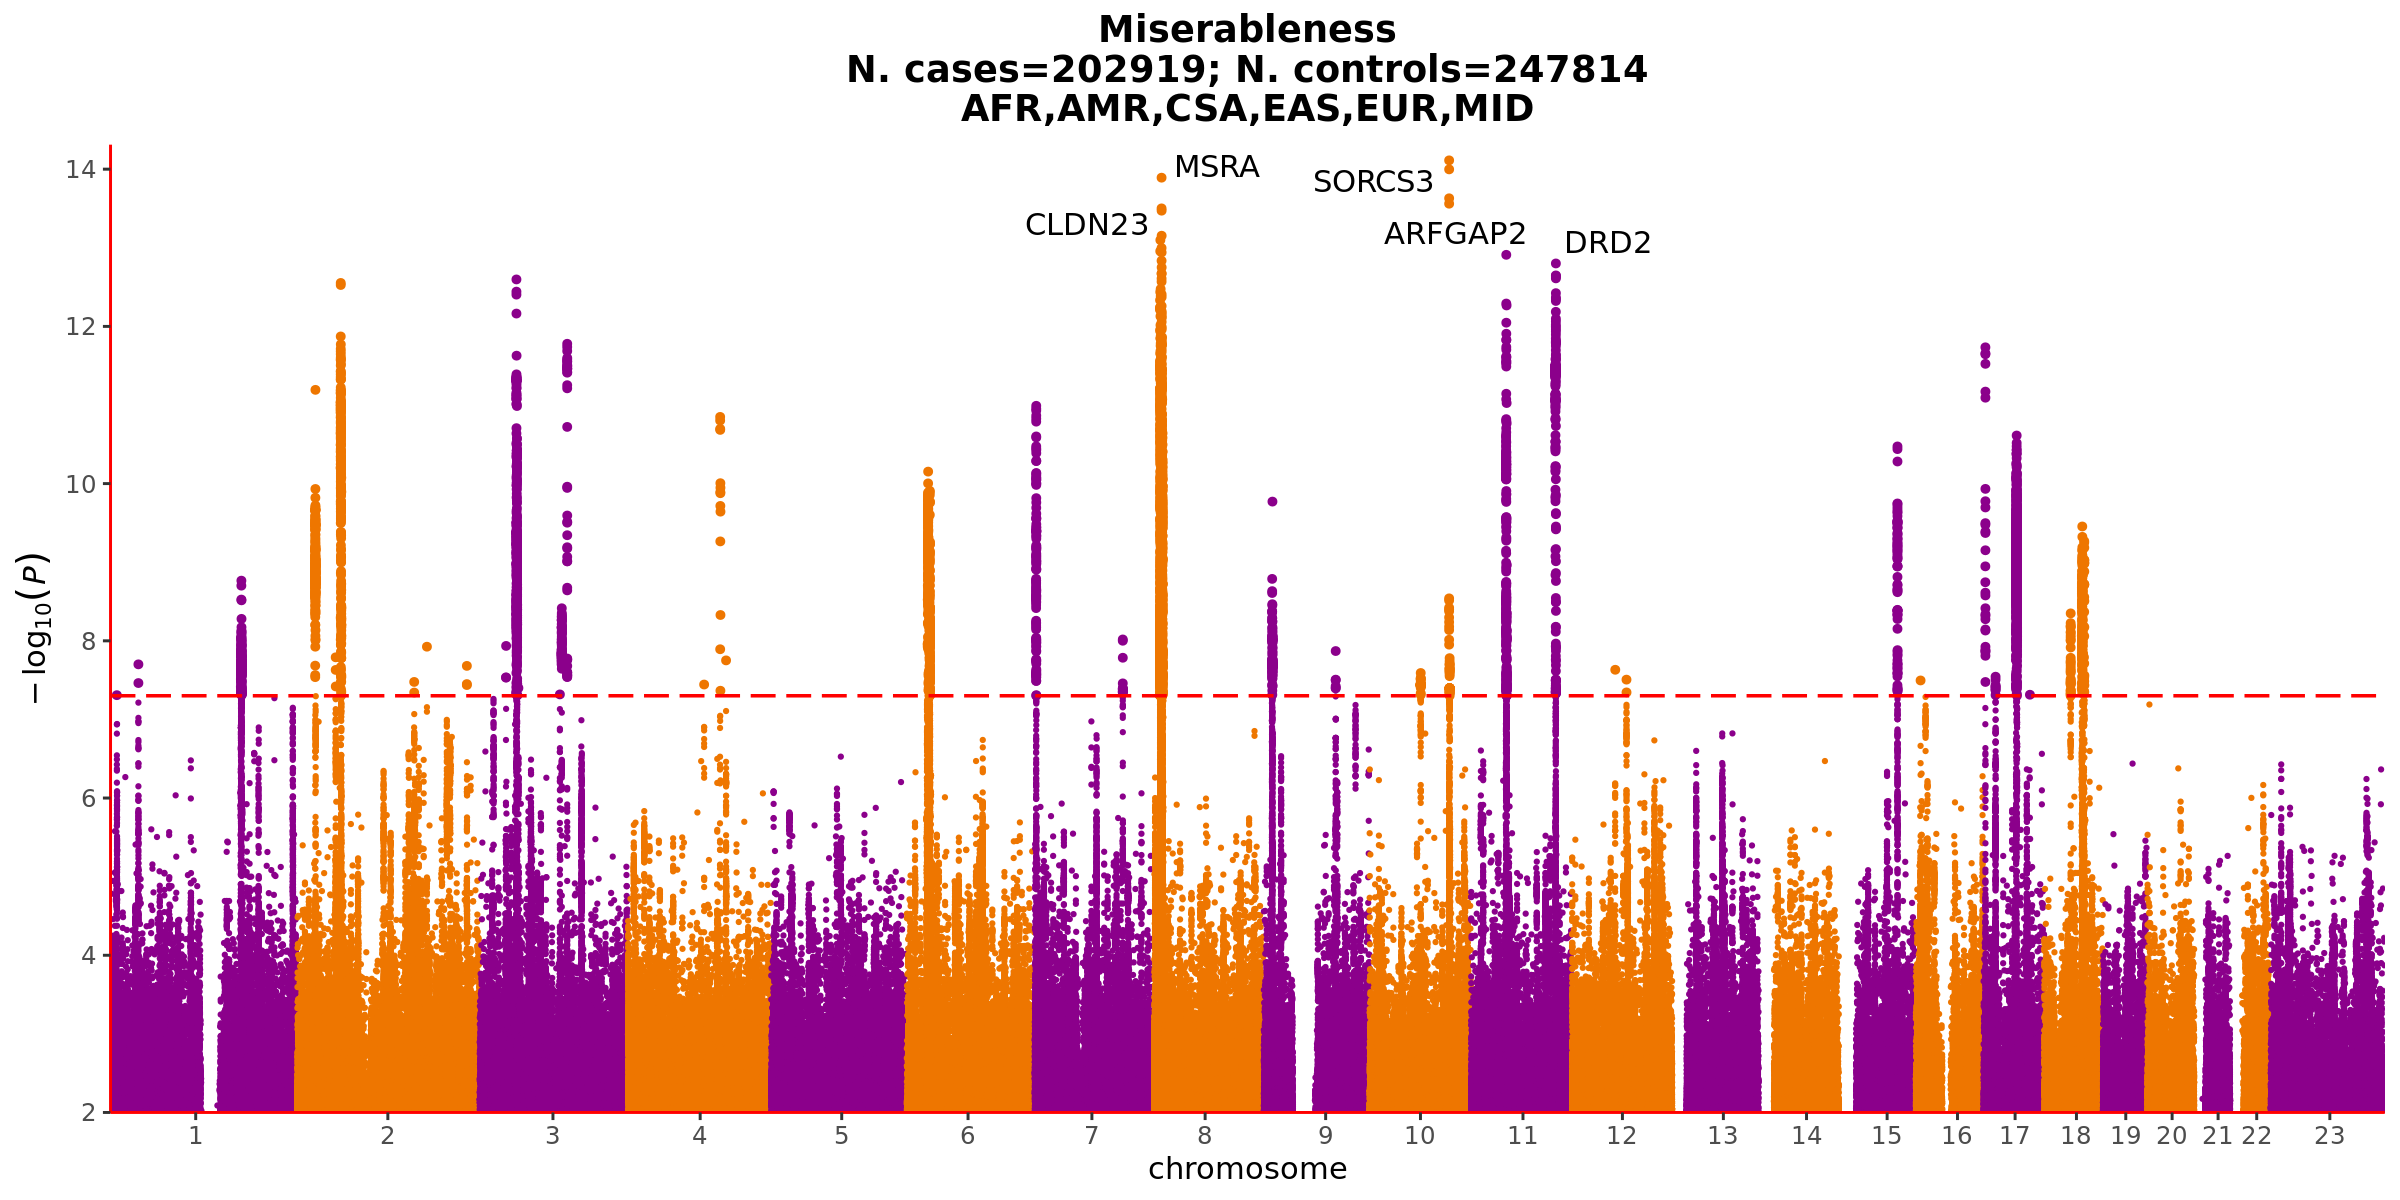 Miserableness
N. cases=202919; N. controls=247814
AFR,AMR,CSA,EAS,EUR,MID
14
12
10
8
6
4
2
−log10(P)
MSRA
SORCS3
CLDN23
ARFGAP2
DRD2
1 2 3 4 5 6 7 8 9 10 11 12 13 14 15 16 17 18 19 20 21 22 23
chromosome